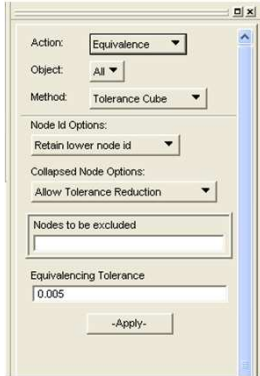 Action: Equivalence
Object: All
Method: Tolerance Cube
Node Id Options:
Retain lower node id
Collapsed Node Options:
Allow Tolerance Reduction
Nodes to be excluded
Equivalencing Tolerance
0.005
-Apply-